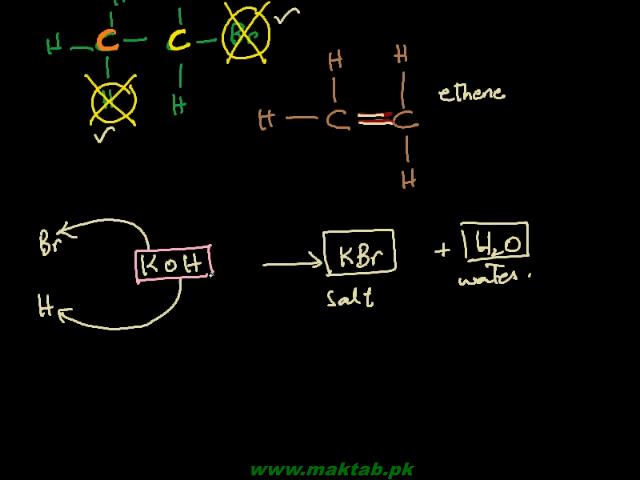 H
H — C — C — Br
H H
H H
H — C = C
H
ethene
Br
KOH → KBr + H2O
H
salt water.
www.maktab.pk